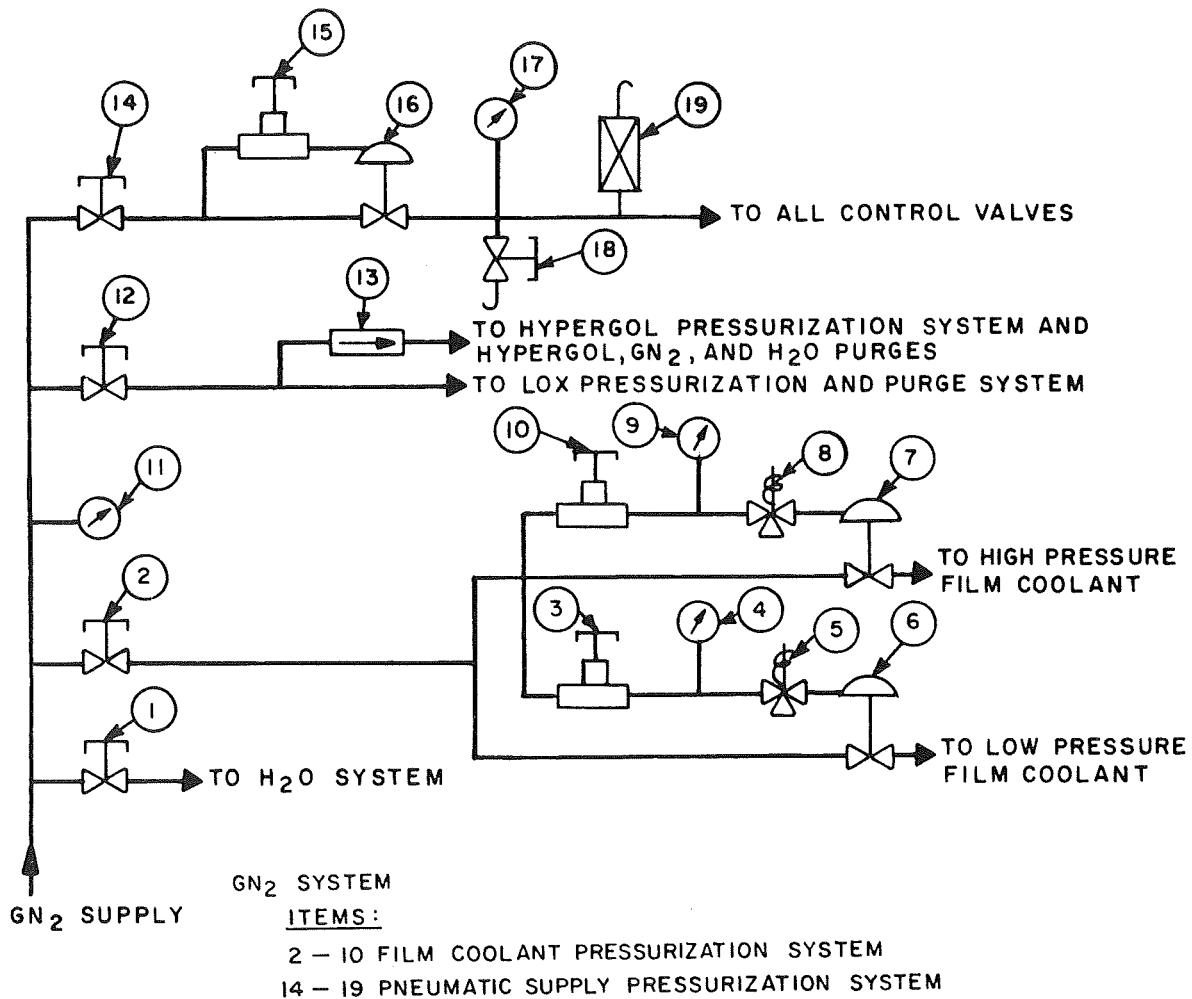 15
17
14
16
19
TO ALL CONTROL VALVES
18
13
12
TO HYPERGOL PRESSURIZATION SYSTEM AND
HYPERGOL, GN2, AND H2O PURGES
TO LOX PRESSURIZATION AND PURGE SYSTEM
10
9
8
7
11
TO HIGH PRESSURE
FILM COOLANT
2
3
4
5
6
1
TO LOW PRESSURE
FILM COOLANT
TO H2O SYSTEM
GN2 SUPPLY
GN2 SYSTEM
ITEMS:
2 – 10 FILM COOLANT PRESSURIZATION SYSTEM
14 – 19 PNEUMATIC SUPPLY PRESSURIZATION SYSTEM